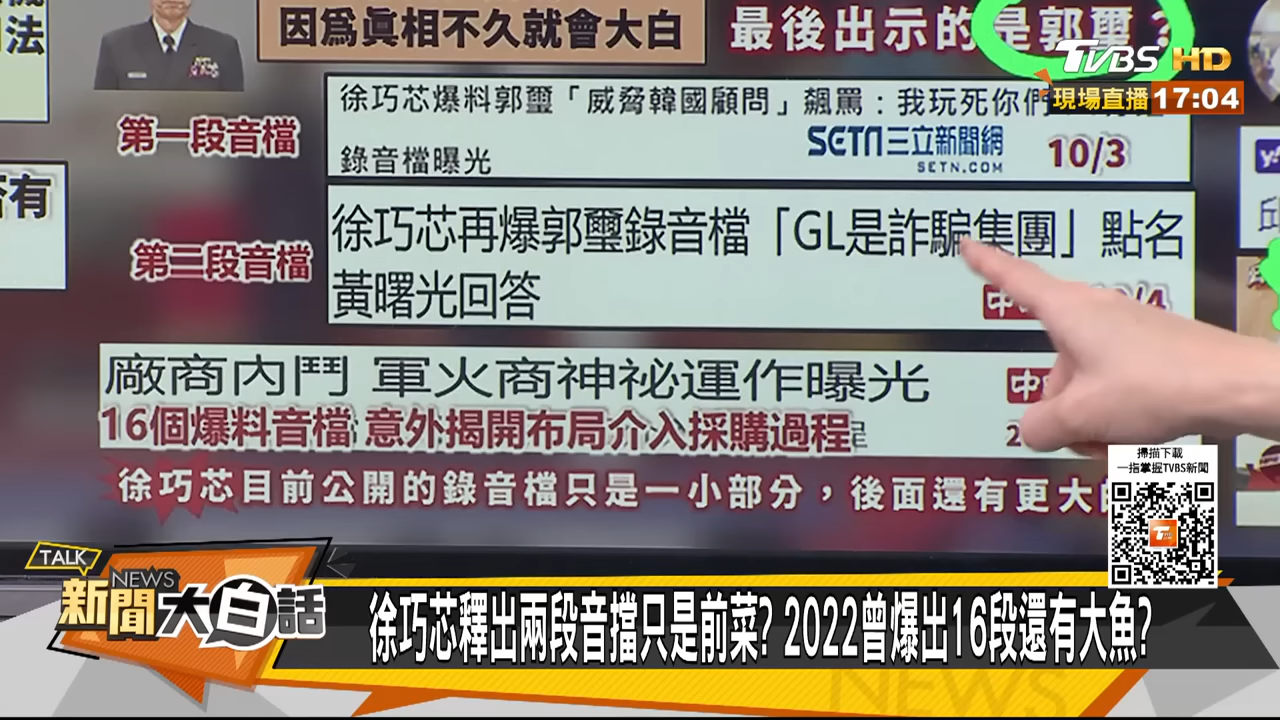 因爲眞相不久就會大白
最後出示的是郭璽?
TVBS HD
現場直播 17:04
司法
第一段音檔
徐巧芯爆料郭璽「威脅韓國顧問」飆罵：我玩死你們
錄音檔曝光
SETN三立新聞網
SETN.COM
10/3
否有
第二段音檔
徐巧芯再爆郭璽錄音檔「GL是詐騙集團」點名
黃曙光回答
中
/4
廠商內鬥 軍火商神祕運作曝光
中
16個爆料音檔 意外揭開布局介入採購過程
2
徐巧芯目前公開的錄音檔只是一小部分，後面還有更大
掃描下載
一指掌握TVBS新聞
TALK
NEWS
新聞大白話
徐巧芯釋出兩段音擋只是前菜? 2022曾爆出16段還有大魚?
NEWS